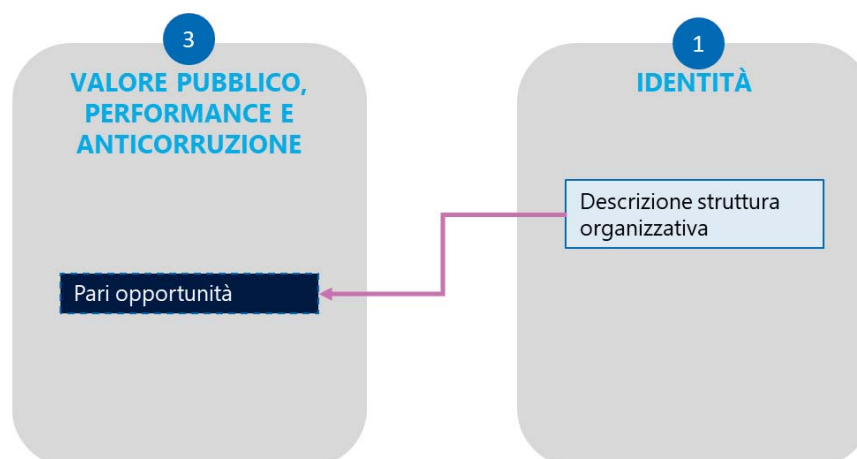 3
VALORE PUBBLICO,
PERFORMANCE E
ANTICORRUZIONE
Pari opportunità
1
IDENTITÀ
Descrizione struttura
organizzativa